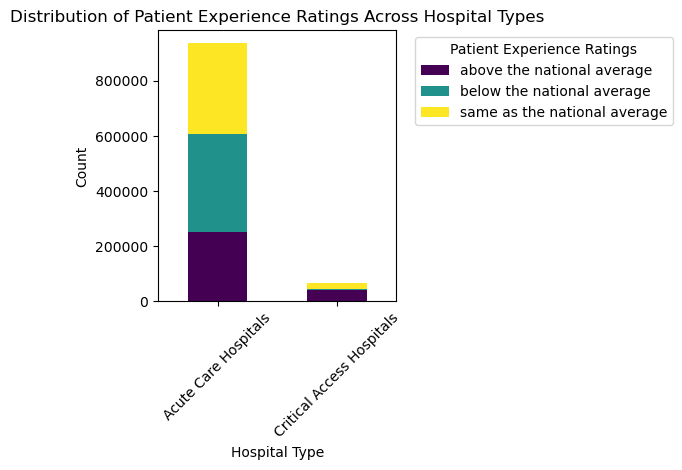 Distribution of Patient Experience Ratings Across Hospital Types
Patient Experience Ratings
above the national average
below the national average
same as the national average
Count
800000
600000
400000
200000
0
Acute Care Hospitals
Critical Access Hospitals
Hospital Type